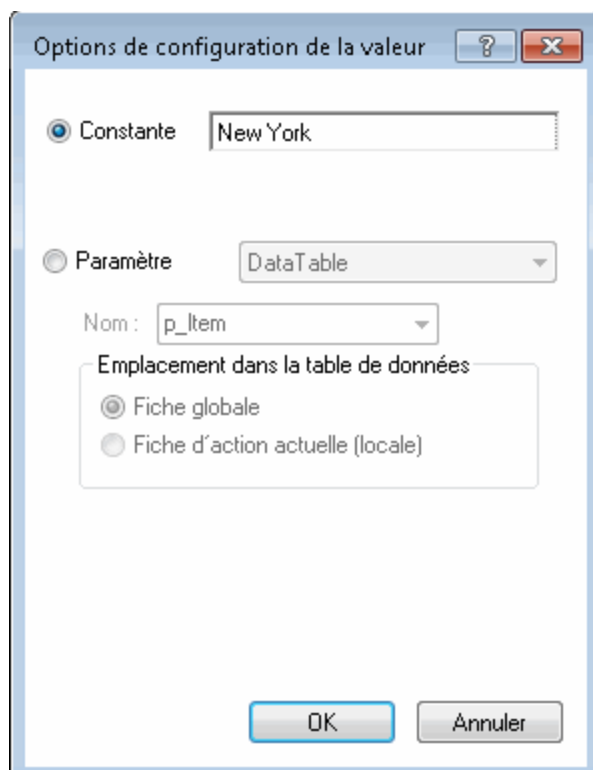 Options de configuration de la valeur ?
Constante New York
Paramètre DataTable
Nom : p_Item
Emplacement dans la table de données
Fiche globale
Fiche d´action actuelle (locale)
OK Annuler